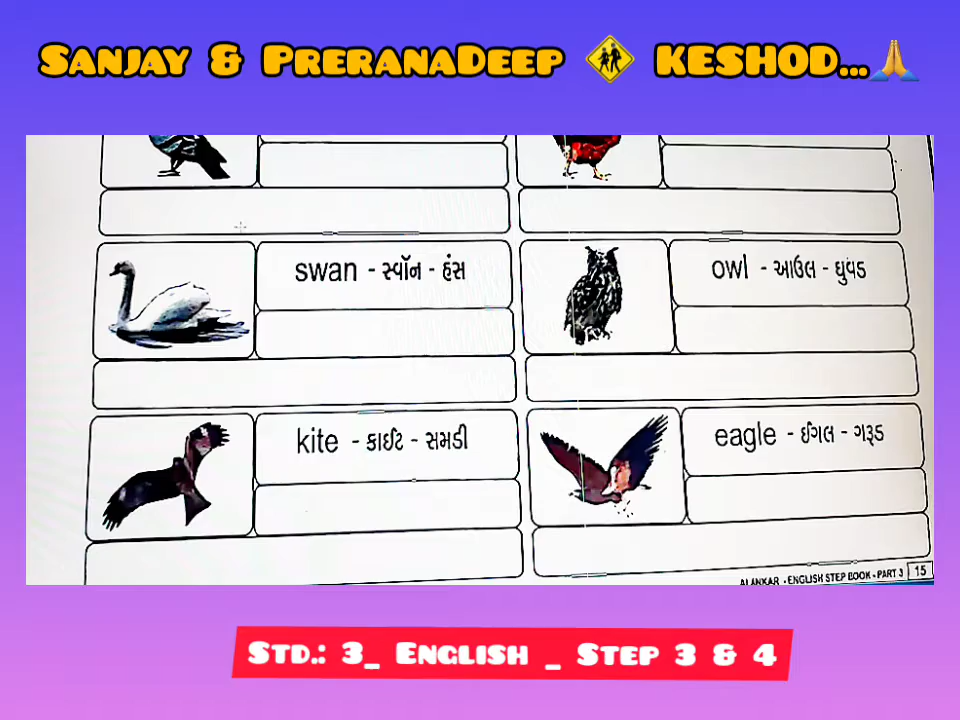 SANJAY & PRERANADEEP 🚸 KESHOD...🙏
swan - સ્વૉન - હંસ
owl - આઉલ - ઘુવડ
kite - કાઈટ - સમડી
eagle - ઈગલ - ગરૂડ
ALANKAR - ENGLISH STEP BOOK - PART 3 15
STD.: 3_ ENGLISH _ STEP 3 & 4